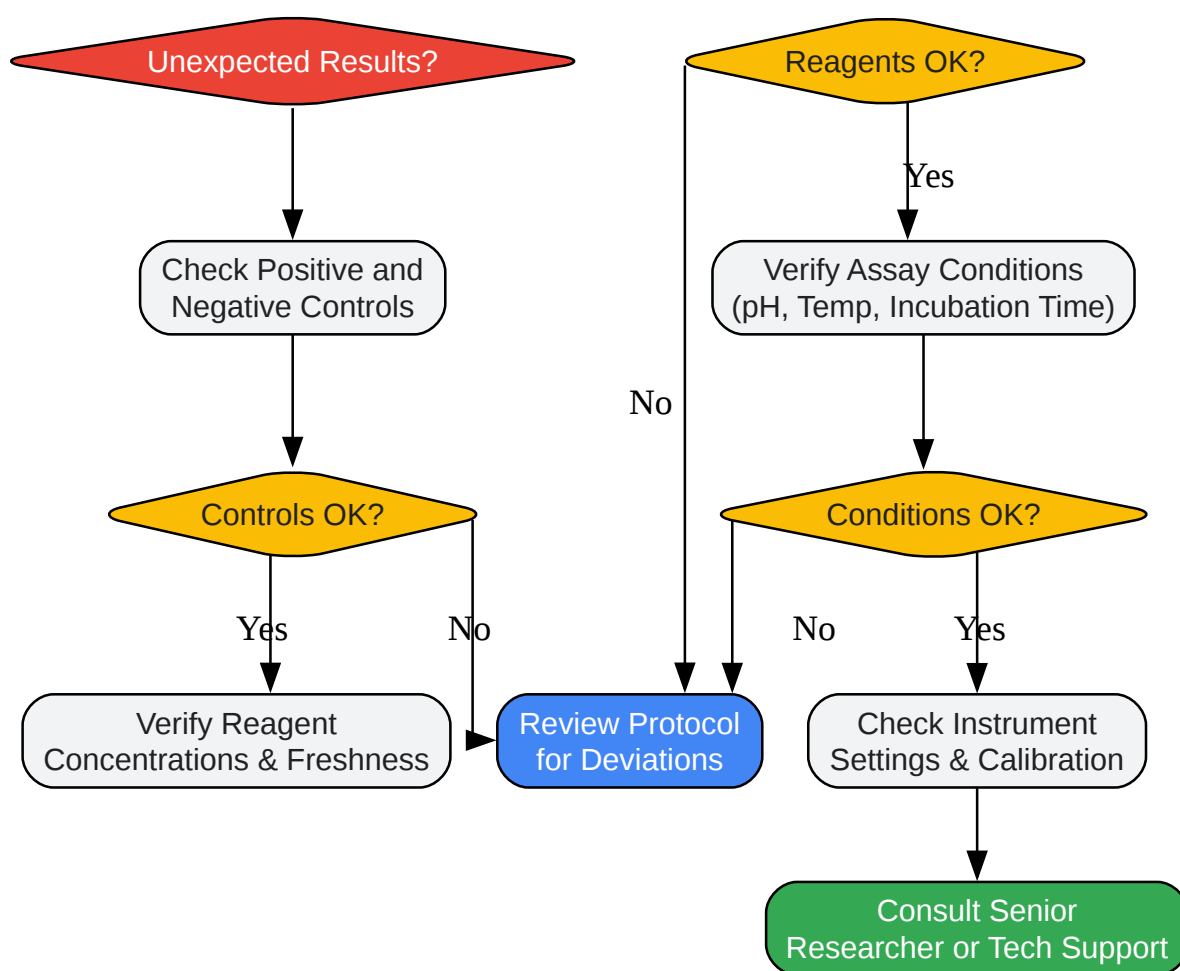 Unexpected Results?
Reagents OK?
Yes
Check Positive and
Negative Controls
Verify Assay Conditions
(pH, Temp, Incubation Time)
No
Controls OK?
Conditions OK?
Yes
No
No
Yes
Verify Reagent
Concentrations & Freshness
Review Protocol
for Deviations
Check Instrument
Settings & Calibration
Consult Senior
Researcher or Tech Support